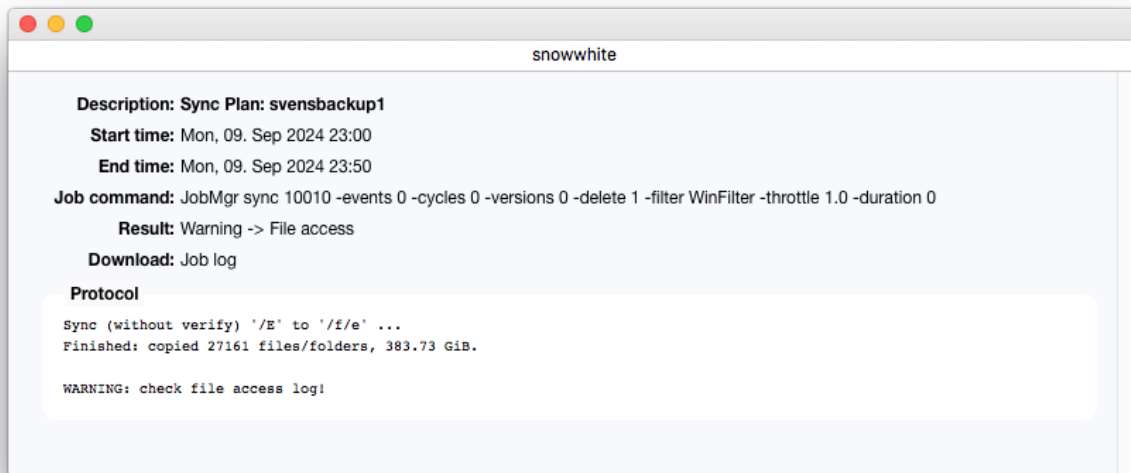 snowwhite
Description: Sync Plan: svensbackup1
Start time: Mon, 09. Sep 2024 23:00
End time: Mon, 09. Sep 2024 23:50
Job command: JobMgr sync 10010 -events 0 -cycles 0 -versions 0 -delete 1 -filter WinFilter -throttle 1.0 -duration 0
Result: Warning -> File access
Download: Job log
Protocol
Sync (without verify) '/E' to '/f/e' ...
Finished: copied 27161 files/folders, 383.73 GiB.
WARNING: check file access log!